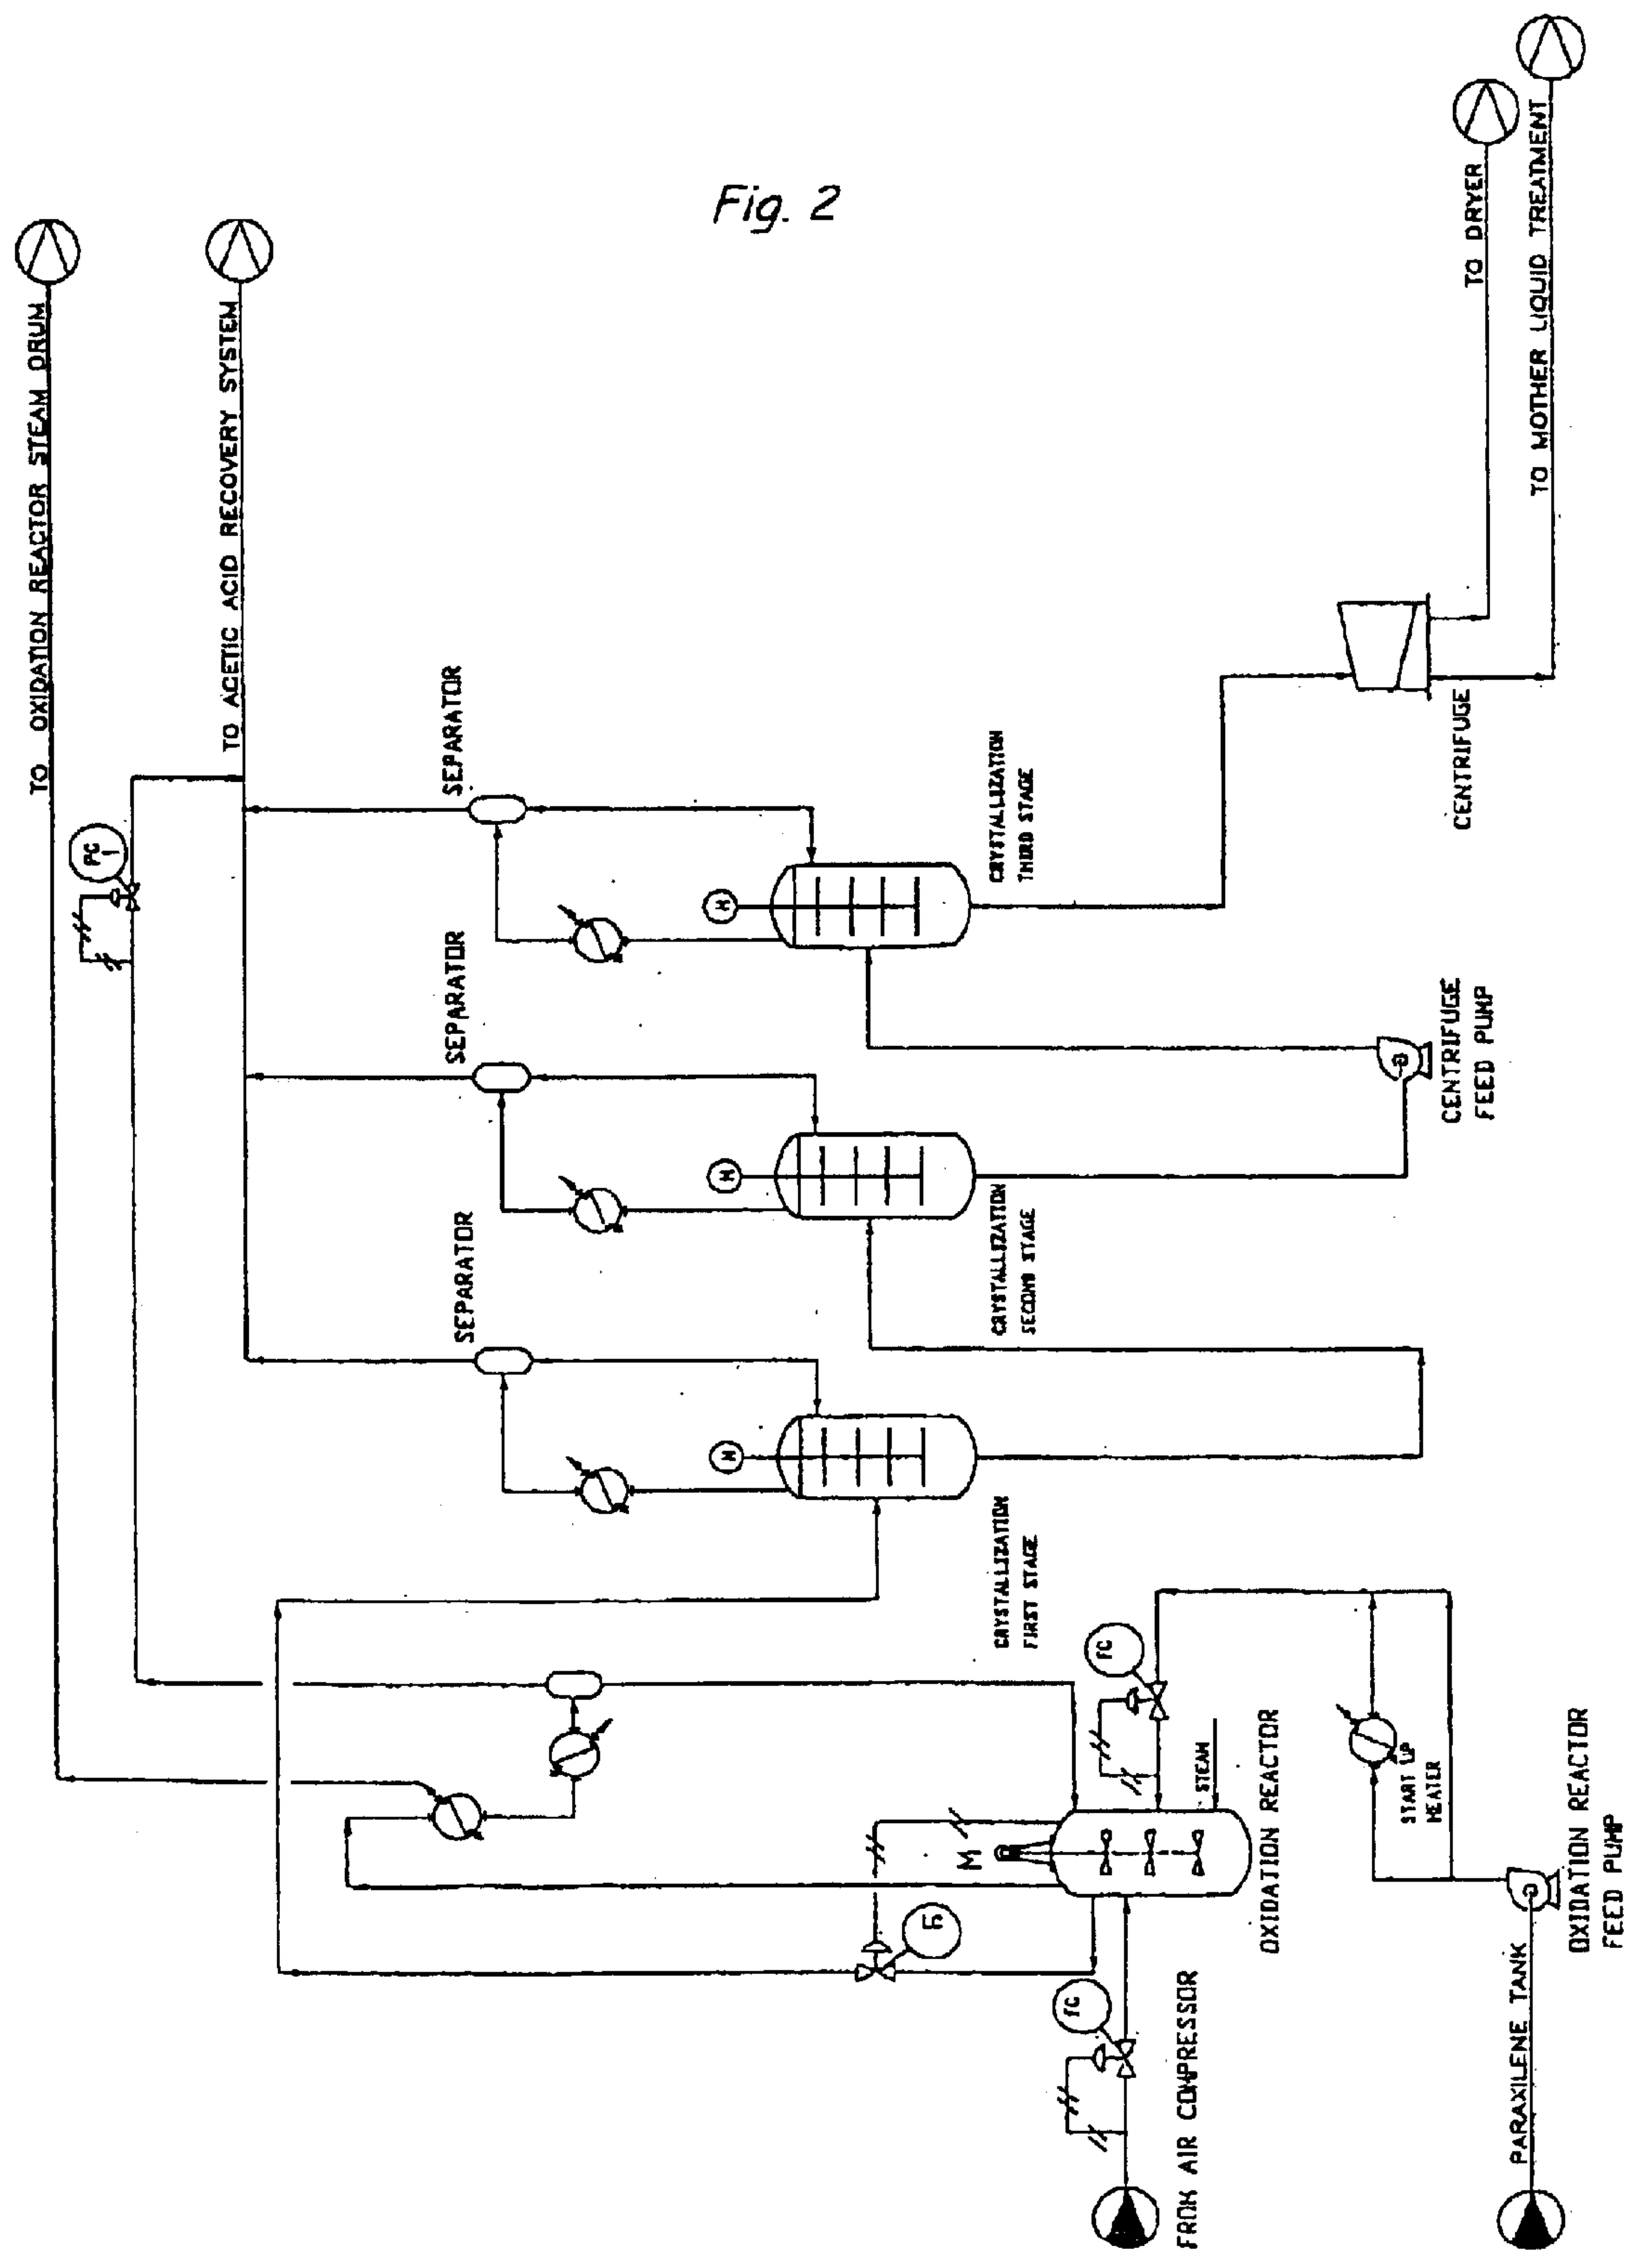 Fig. 2
TO OXIDATION REACTOR STEAM DRUM
TO ACETIC ACID RECOVERY SYSTEM
PC
1
SEPARATOR
SEPARATOR
SEPARATOR
M
M
M
CRYSTALLIZATION
FIRST STAGE
CRYSTALLIZATION
SECOND STAGE
CRYSTALLIZATION
THIRD STAGE
TO DRYER
TO MOTHER LIQUID TREATMENT
CENTRIFUGE
CENTRIFUGE
FEED PUMP
M
FC
FC
STEAM
OXIDATION REACTOR
START UP
HEATER
FROM AIR COMPRESSOR
PARAXILENE TANK
OXIDATION REACTOR
FEED PUMP